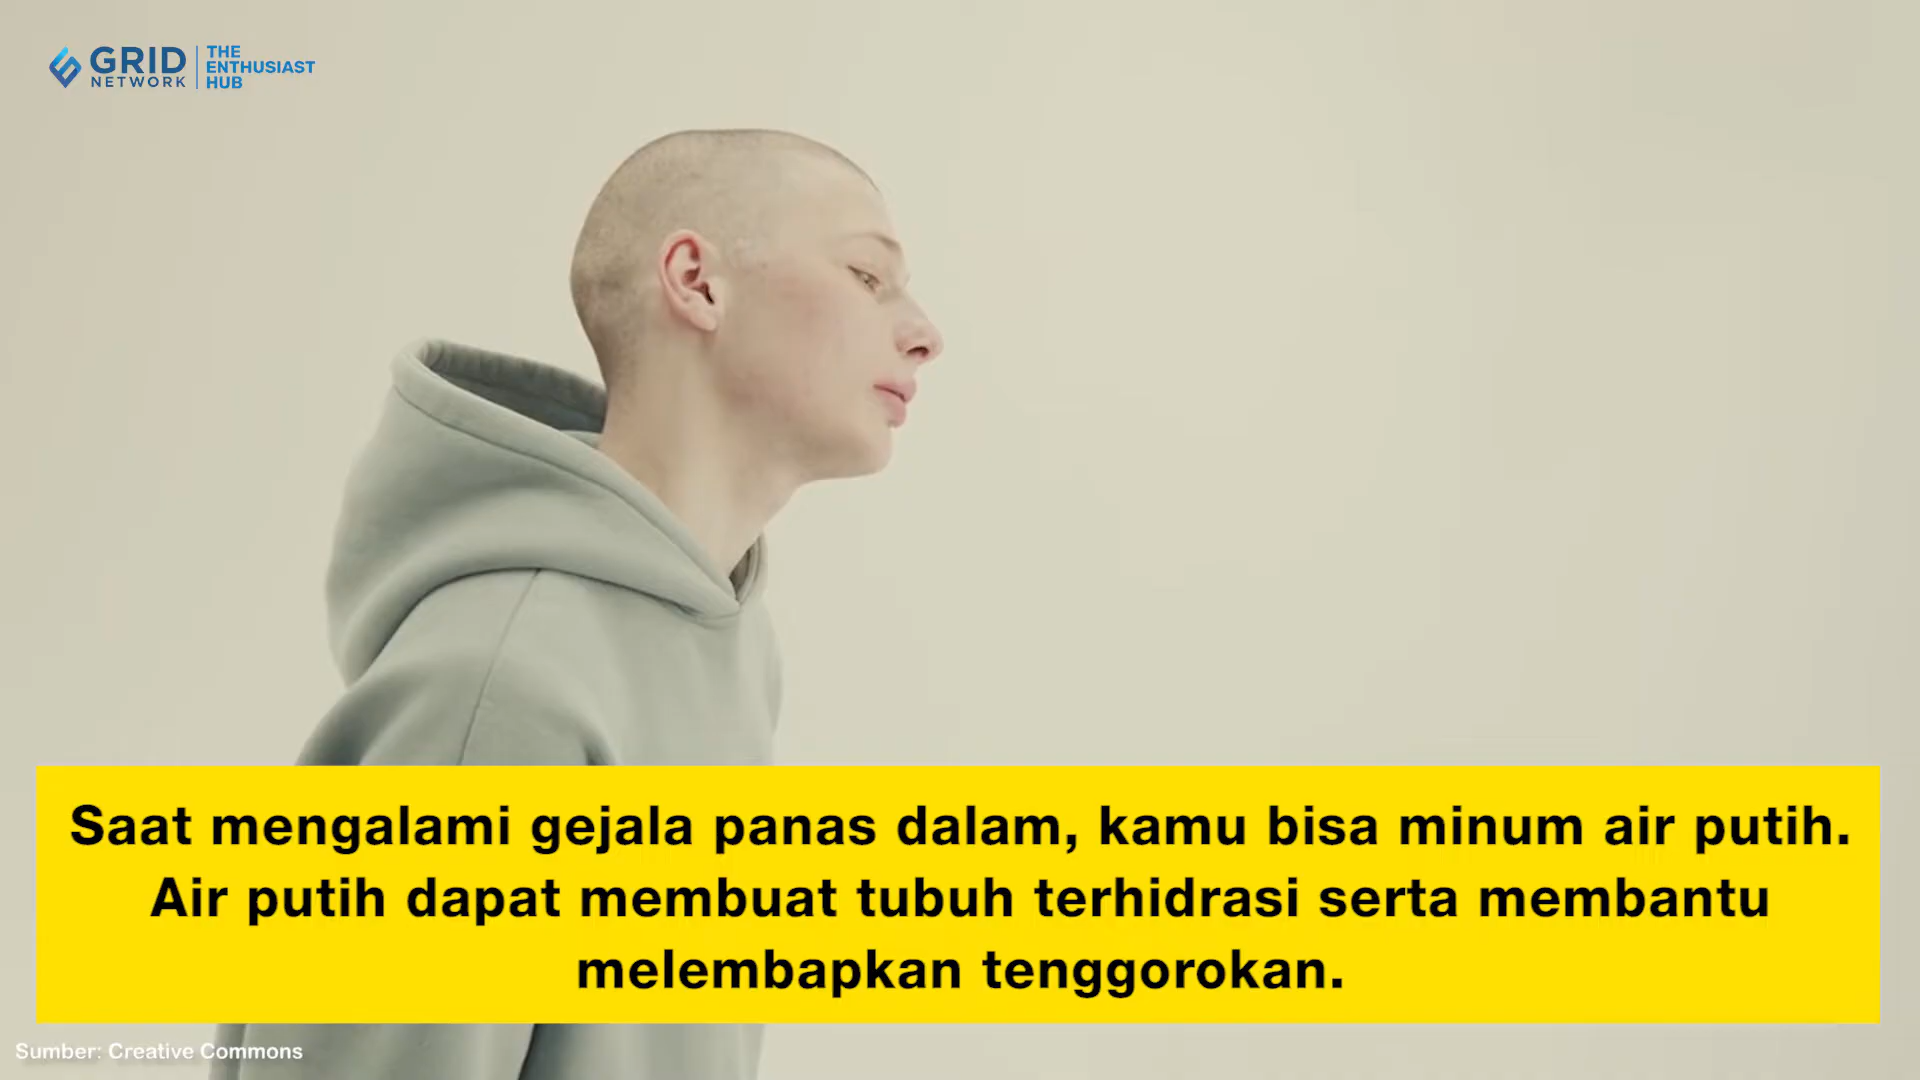 GRID
NETWORK
THE
ENTHUSIAST
HUB
Saat mengalami gejala panas dalam, kamu bisa minum air putih.
Air putih dapat membuat tubuh terhidrasi serta membantu
melembapkan tenggorokan.
Sumber: Creative Commons